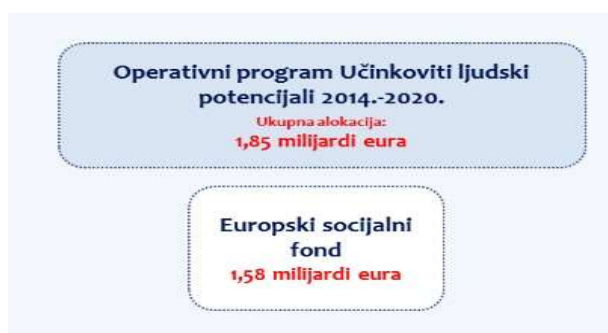 Operativni program Učinkoviti ljudski
potencijali 2014.-2020.
Ukupna alokacija:
1,85 milijardi eura
Europski socijalni
fond
1,58 milijardi eura